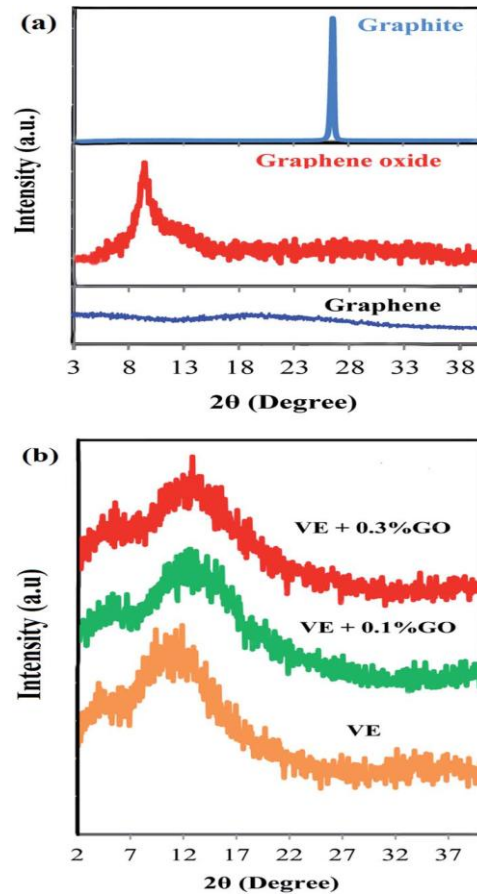 (a)
Graphite
Graphene oxide
Graphene
Intensity (a.u.)
3 8 13 18 23 28 33 38
2θ (Degree)
(b)
VE + 0.3%GO
VE + 0.1%GO
VE
Intensity (a.u)
2 7 12 17 22 27 32 37
2θ (Degree)